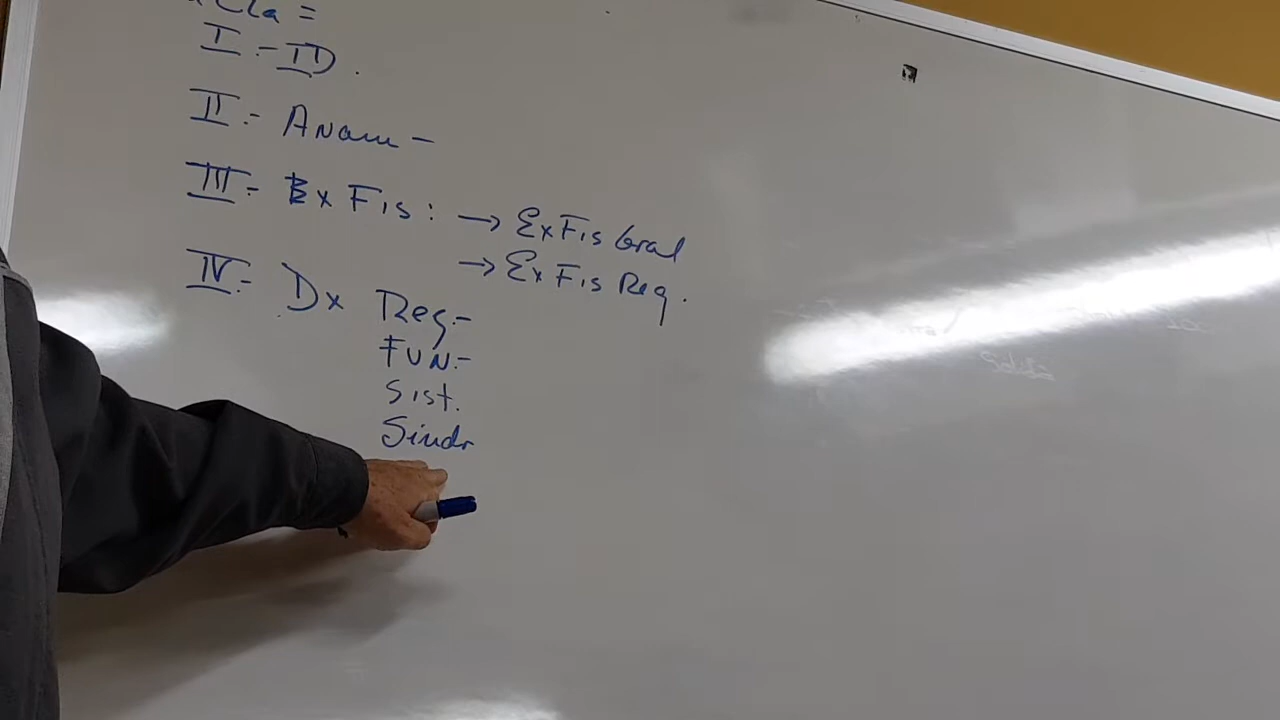 Cla =
I.- ID.
II.- Anam -
III.- Ex Fis: → Ex Fis Gral
→ Ex Fis Reg.
IV.- Dx Reg.-
FUN.-
Sist.
Sindr